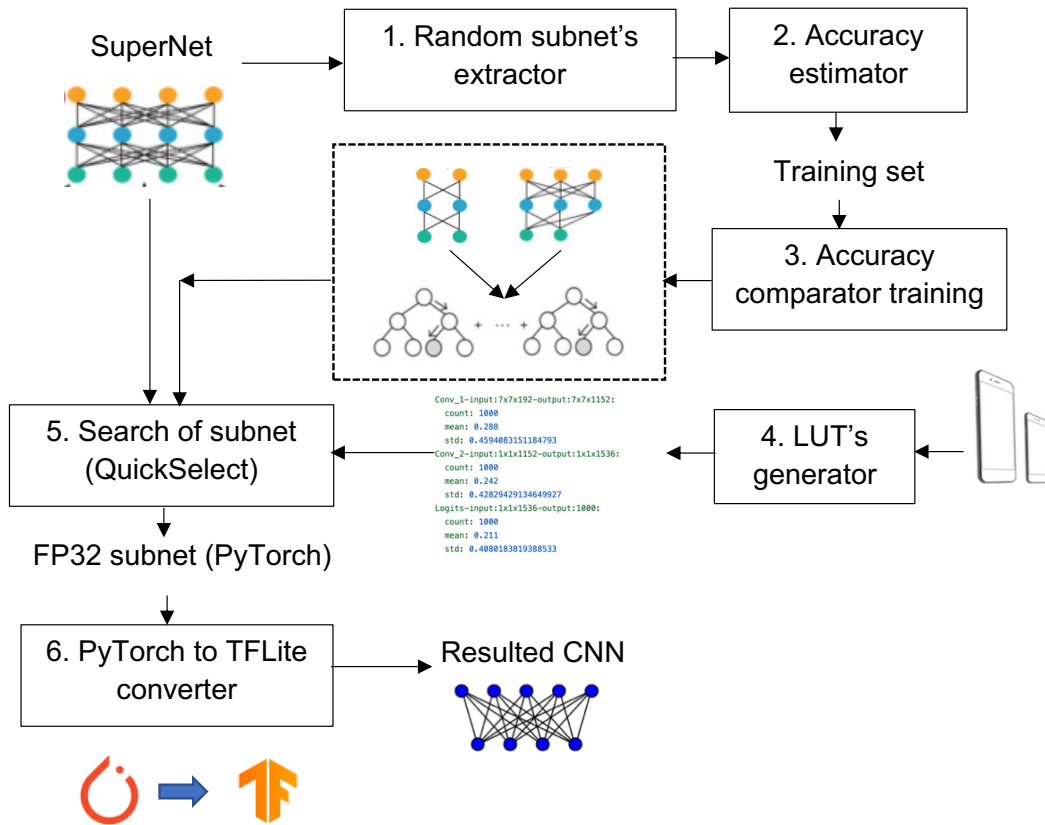 SuperNet
1. Random subnet's
extractor
2. Accuracy
estimator
Training set
3. Accuracy
comparator training
+ ... +
Conv_1-input:7x7x192-output:7x7x1152:
count: 1000
mean: 0.288
std: 0.4594083151184793
Conv_2-input:1x1x1152-output:1x1x1536:
count: 1000
mean: 0.242
std: 0.42829429134649927
Logits-input:1x1x1536-output:1000:
count: 1000
mean: 0.211
std: 0.4080183819388533
4. LUT's
generator
5. Search of subnet
(QuickSelect)
FP32 subnet (PyTorch)
6. PyTorch to TFLite
converter
Resulted CNN